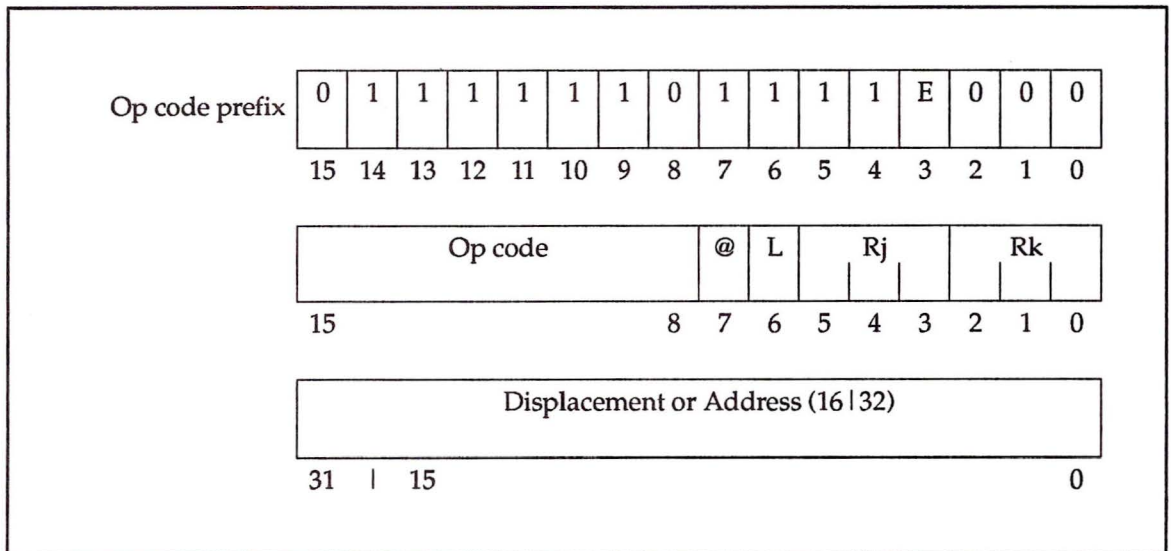 Op code prefix 0 1 1 1 1 1 1 0 1 1 1 1 E 0 0 0
15 14 13 12 11 10 9 8 7 6 5 4 3 2 1 0
Op code @ L Rj Rk
15 8 7 6 5 4 3 2 1 0
Displacement or Address (16|32)
31 | 15 0